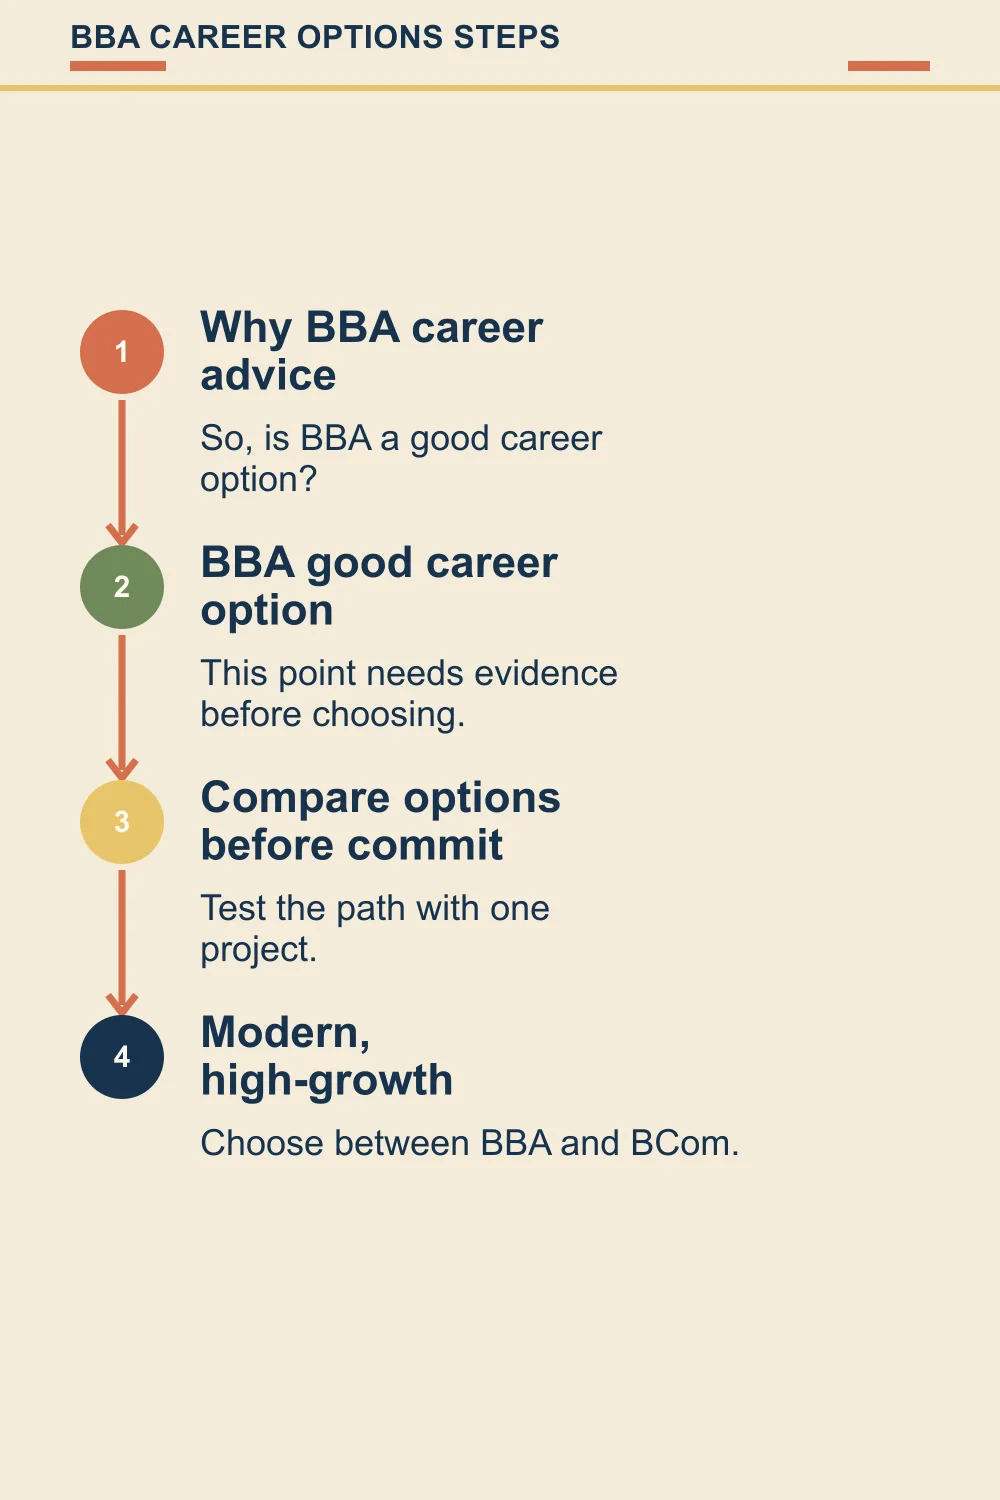 BBA CAREER OPTIONS STEPS
1
Why BBA career
advice
So, is BBA a good career
option?
2
BBA good career
option
This point needs evidence
before choosing.
3
Compare options
before commit
Test the path with one
project.
4
Modern,
high-growth
Choose between BBA and BCom.